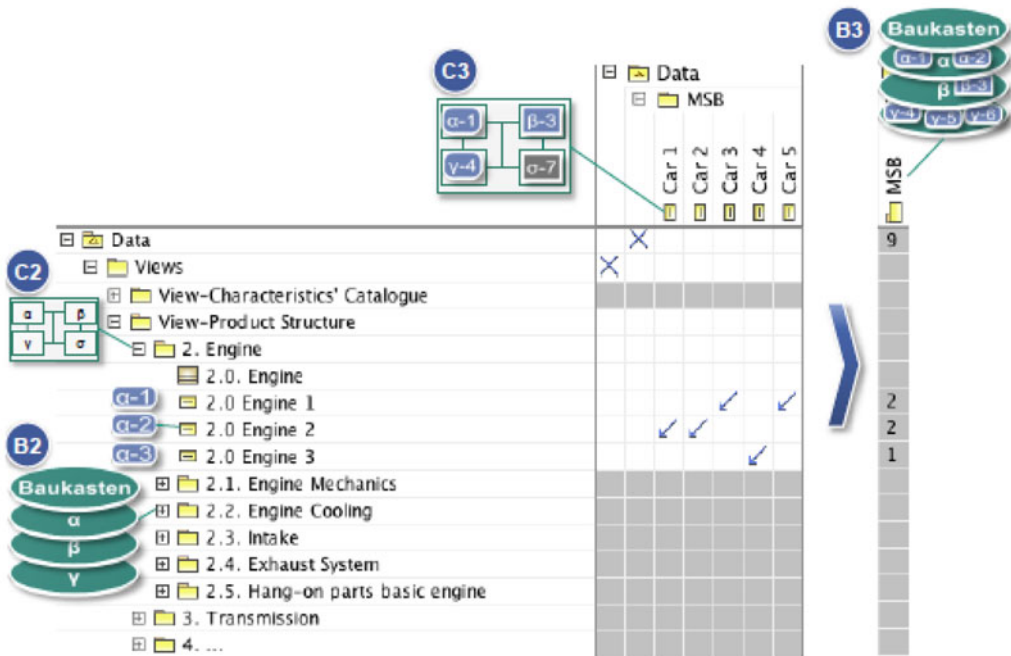 B3
Baukasten
α-1 α α-2
β β-3
γ-4 γ-5 γ-6
MSB
C3
α-1 β-3
γ-4 σ-7
Data
MSB
Car 1 Car 2 Car 3 Car 4 Car 5
Data 9
Views
C2
α β
γ σ
View-Characteristics' Catalogue
View-Product Structure
2. Engine
2.0. Engine
α-1 2.0 Engine 1 2
α-2 2.0 Engine 2 2
α-3 2.0 Engine 3 1
B2
Baukasten
α
β
γ
2.1. Engine Mechanics
2.2. Engine Cooling
2.3. Intake
2.4. Exhaust System
2.5. Hang-on parts basic engine
3. Transmission
4. ...